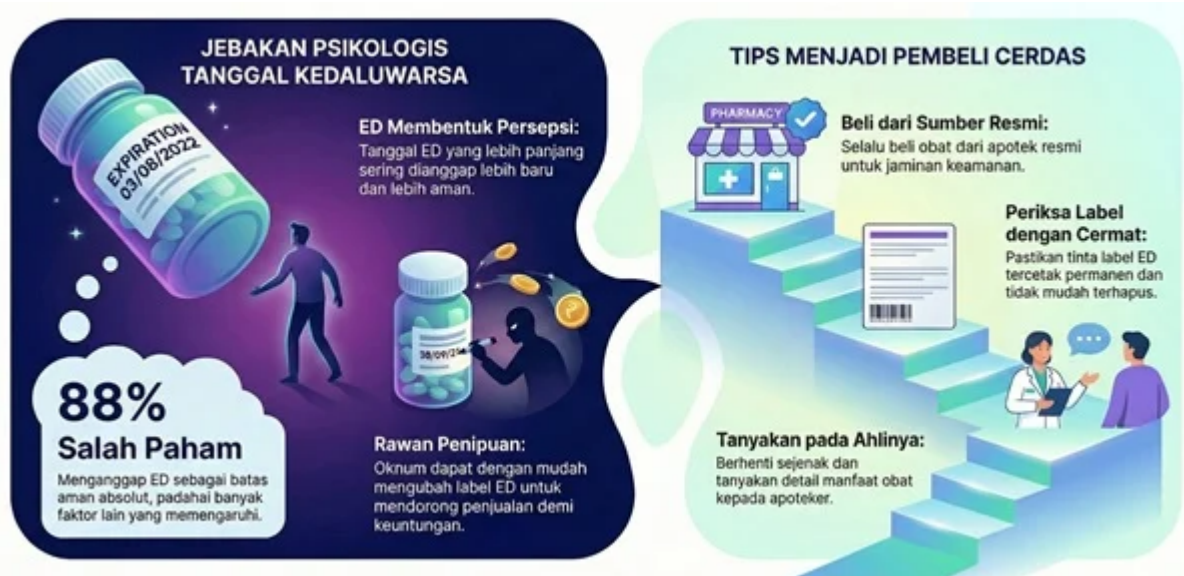 JEBAKAN PSIKOLOGIS
TANGGAL KEDALUWARSA
EXPIRATION
03/08/2022
ED Membentuk Persepsi:
Tanggal ED yang lebih panjang
sering dianggap lebih baru
dan lebih aman.
88%
Salah Paham
Menganggap ED sebagai batas
aman absolut, padahai banyak
faktor lain yang memengaruhi.
Rawan Penipuan:
Oknum dapat dengan mudah
mengubah label ED untuk
mendorong penjualan demi
keuntungan.
TIPS MENJADI PEMBELI CERDAS
PHARMACY
Beli dari Sumber Resmi:
Selalu beli obat dari apotek resmi
untuk jaminan keamanan.
Periksa Label
dengan Cermat:
Pastikan tinta label ED
tercetak permanen dan
tidak mudah terhapus.
Tanyakan pada Ahlinya:
Berhenti sejenak dan
tanyakan detail manfaat obat
kepada apoteker.